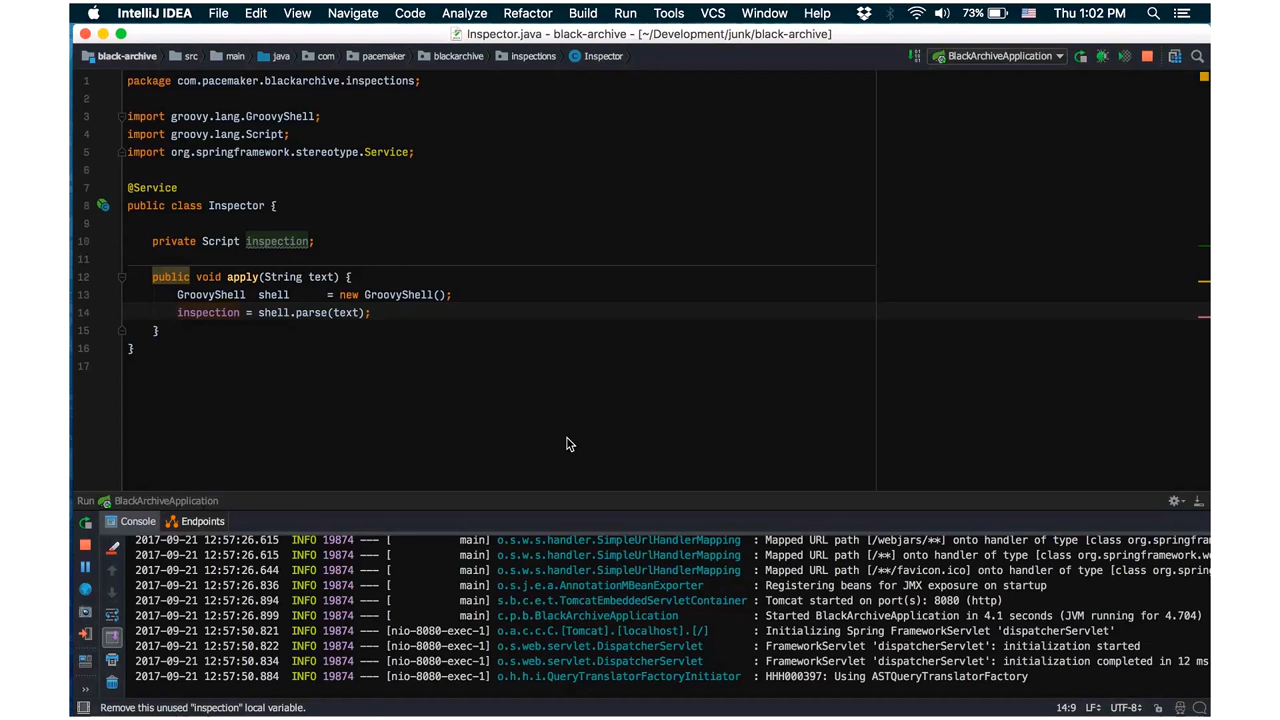 IntelliJ IDEA File Edit View Navigate Code Analyze Refactor Build Run Tools VCS Window Help 73% Thu 1:02 PM
Inspector.java - black-archive - [~/Development/junk/black-archive]
black-archive src main java com pacemaker blackarchive inspections Inspector BlackArchiveApplication
1 package com.pacemaker.blackarchive.inspections;
2
3 import groovy.lang.GroovyShell;
4 import groovy.lang.Script;
5 import org.springframework.stereotype.Service;
6
7 @Service
8 public class Inspector {
9
10 private Script inspection;
11
12 public void apply(String text) {
13 GroovyShell shell = new GroovyShell();
14 inspection = shell.parse(text);
15 }
16 }
17
Run BlackArchiveApplication
Console Endpoints
2017-09-21 12:57:26.615 INFO 19874 --- [ main] o.s.w.s.handler.SimpleUrlHandlerMapping : Mapped URL path [/webjars/**] onto handler of type [class org.springfr
2017-09-21 12:57:26.615 INFO 19874 --- [ main] o.s.w.s.handler.SimpleUrlHandlerMapping : Mapped URL path [/**] onto handler of type [class org.springframework.w
2017-09-21 12:57:26.644 INFO 19874 --- [ main] o.s.w.s.handler.SimpleUrlHandlerMapping : Mapped URL path [/**/favicon.ico] onto handler of type [class org.spring
2017-09-21 12:57:26.836 INFO 19874 --- [ main] o.s.j.e.a.AnnotationMBeanExporter : Registering beans for JMX exposure on startup
2017-09-21 12:57:26.894 INFO 19874 --- [ main] s.b.c.e.t.TomcatEmbeddedServletContainer : Tomcat started on port(s): 8080 (http)
2017-09-21 12:57:26.899 INFO 19874 --- [ main] c.p.b.BlackArchiveApplication : Started BlackArchiveApplication in 4.1 seconds (JVM running for 4.704)
2017-09-21 12:57:50.821 INFO 19874 --- [nio-8080-exec-1] o.a.c.c.C.[Tomcat].[localhost].[/] : Initializing Spring FrameworkServlet 'dispatcherServlet'
2017-09-21 12:57:50.822 INFO 19874 --- [nio-8080-exec-1] o.s.web.servlet.DispatcherServlet : FrameworkServlet 'dispatcherServlet': initialization started
2017-09-21 12:57:50.834 INFO 19874 --- [nio-8080-exec-1] o.s.web.servlet.DispatcherServlet : FrameworkServlet 'dispatcherServlet': initialization completed in 12 ms
2017-09-21 12:57:50.884 INFO 19874 --- [nio-8080-exec-1] o.h.h.i.QueryTranslatorFactoryInitiator : HHH000397: Using ASTQueryTranslatorFactory
Remove this unused "inspection" local variable. 14:9 LF UTF-8